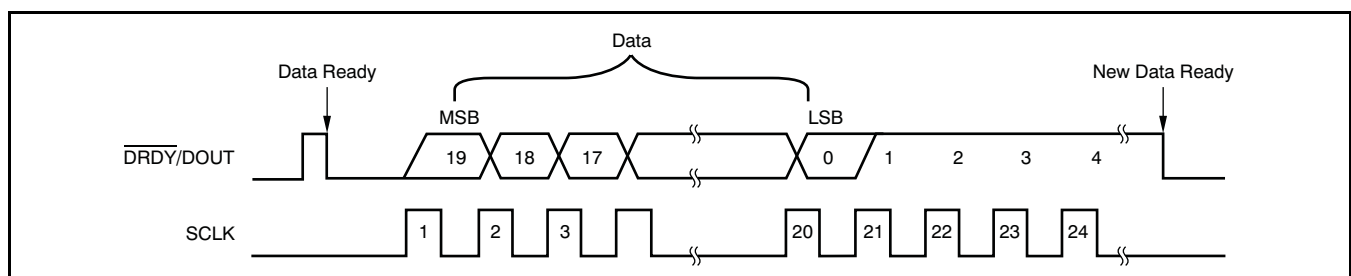 Data
Data Ready
New Data Ready
MSB
LSB
DRDY/DOUT
19 18 17 0 1 2 3 4
SCLK
1 2 3 20 21 22 23 24